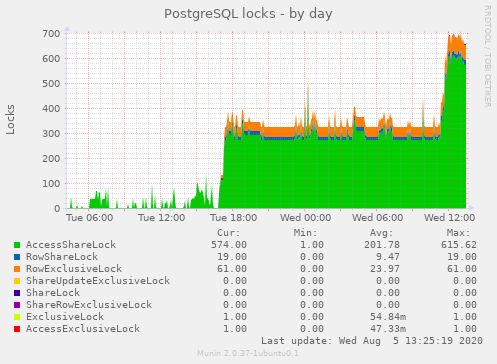 PostgreSQL locks - by day
RRDTOOL / TOBI OETIKER
Locks
700
600
500
400
300
200
100
0
Tue 06:00 Tue 12:00 Tue 18:00 Wed 00:00 Wed 06:00 Wed 12:00
Cur: Min: Avg: Max:
AccessShareLock 574.00 1.00 201.78 615.62
RowShareLock 19.00 0.00 9.47 19.00
RowExclusiveLock 61.00 0.00 23.97 61.00
ShareUpdateExclusiveLock 0.00 0.00 0.00 0.00
ShareLock 0.00 0.00 0.00 0.00
ShareRowExclusiveLock 0.00 0.00 0.00 0.00
ExclusiveLock 1.00 0.00 54.84m 1.00
AccessExclusiveLock 1.00 0.00 47.33m 1.00
Last update: Wed Aug 5 13:25:19 2020
Munin 2.0.37-1ubuntu0.1